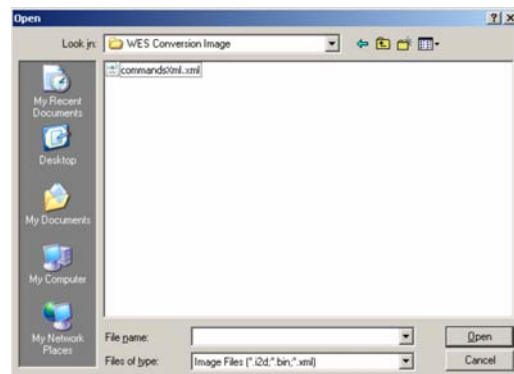 Open
Look in:
WES Conversion Image
commandsXml.xml
My Recent
Documents
Desktop
My Documents
My Computer
My Network
Places
File name:
Open
Files of type:
Image Files (*.i2d;*.bin;*.xml)
Cancel